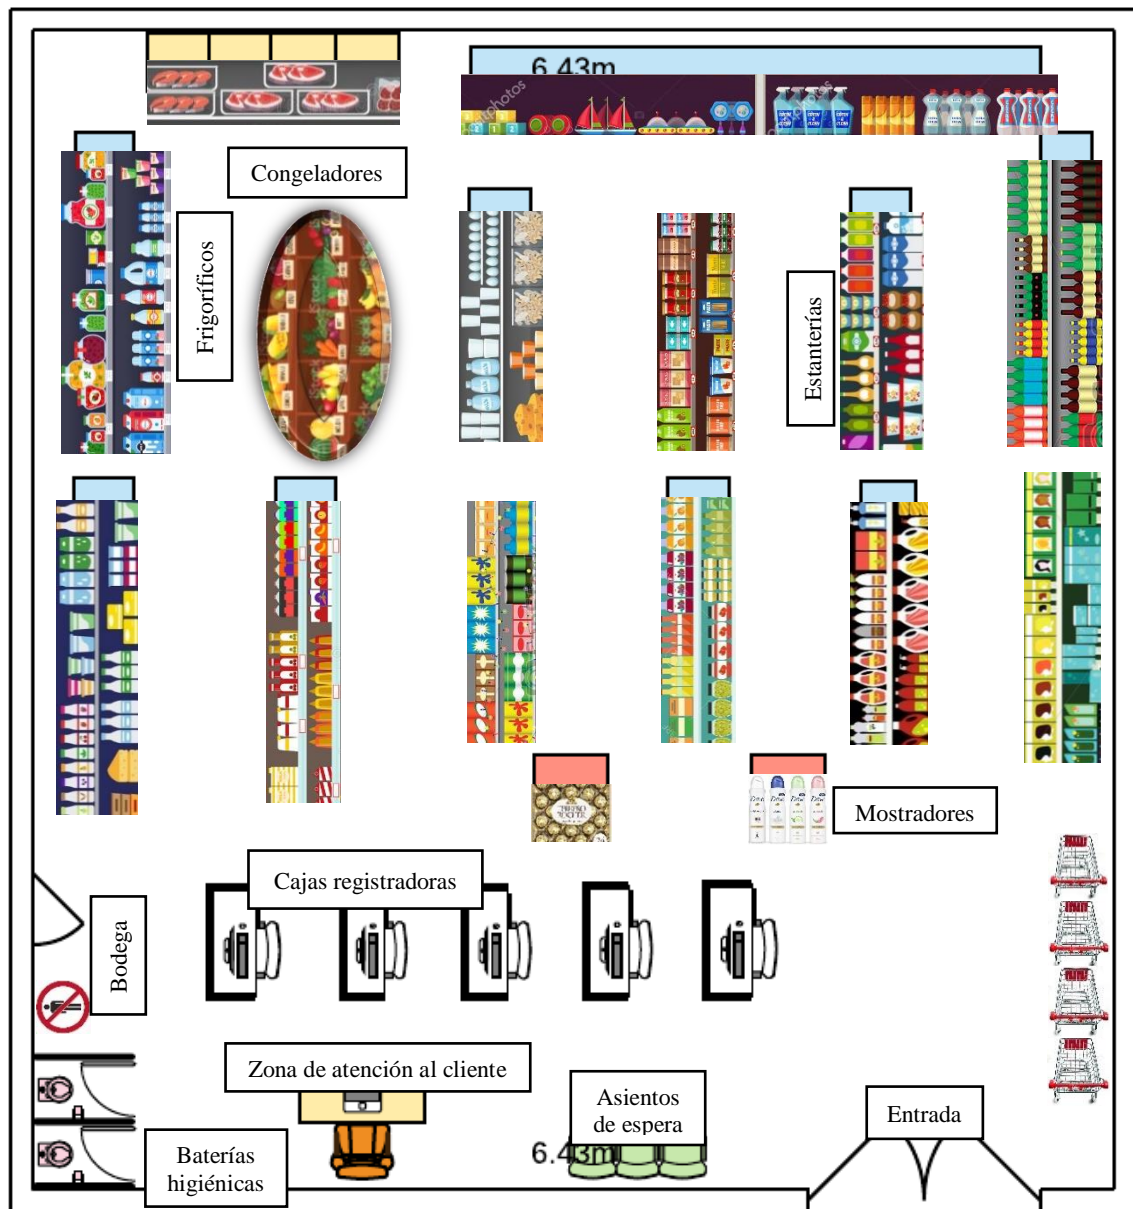 6.43m
Congeladores
Frigoríficos
Estanterías
Mostradores
Cajas registradoras
Bodega
Zona de atención al cliente
Asientos
de espera
Entrada
6.43m
Baterías
higiénicas